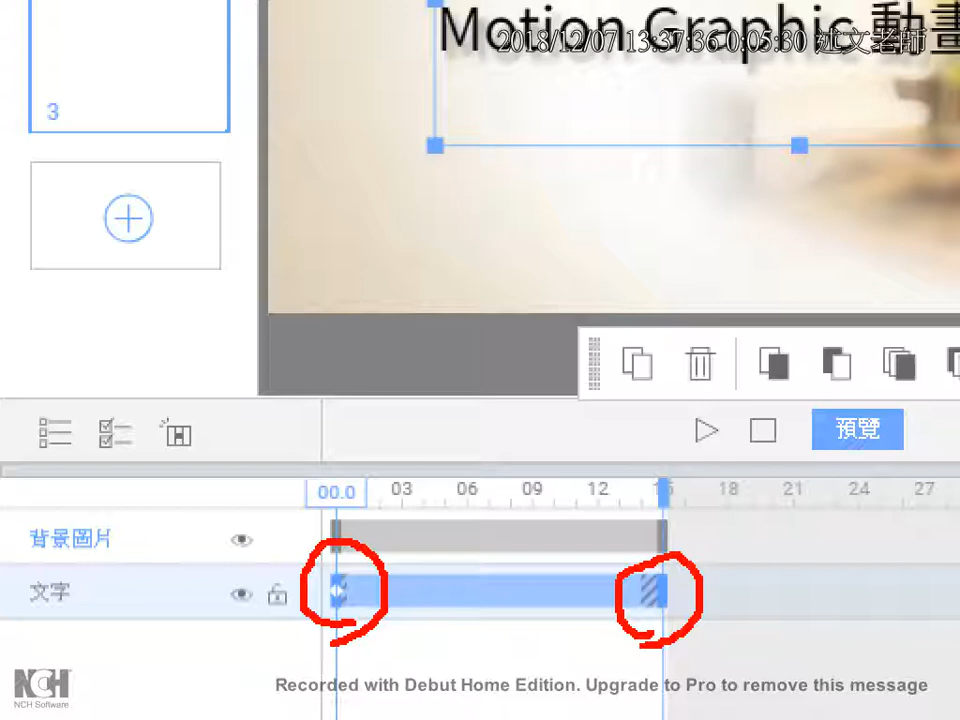 Motion Graphic 動畫
2018/12/07 13:37:36 0:05:30 述文老師
3
預覽
00.0 03 06 09 12 15 18 21 24 27
背景圖片
文字
NCH
NCH Software
Recorded with Debut Home Edition. Upgrade to Pro to remove this message